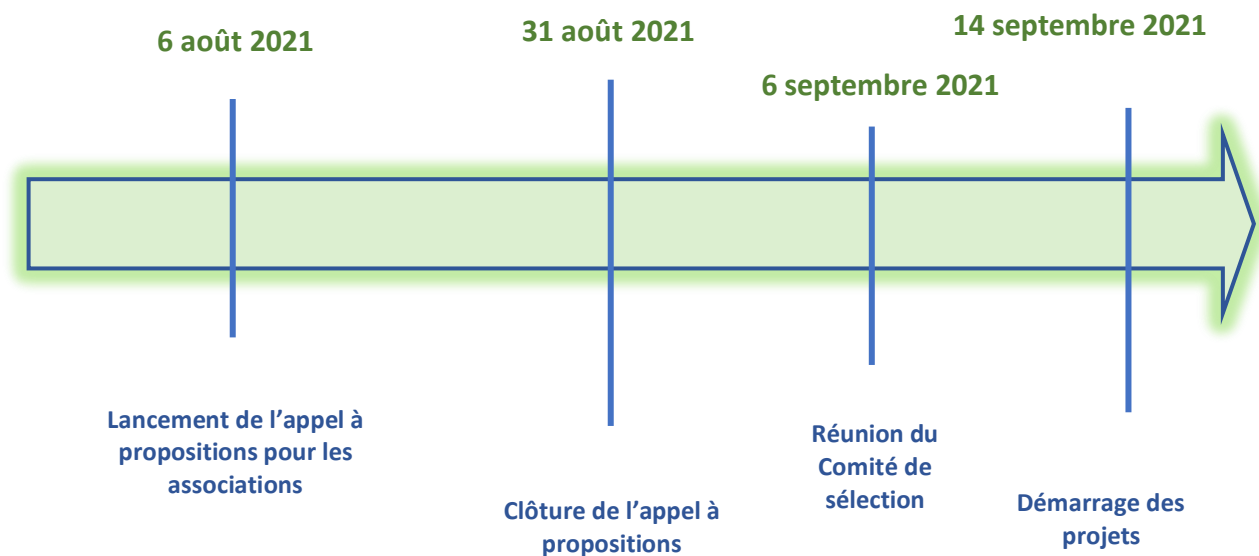 6 août 2021
31 août 2021
14 septembre 2021
6 septembre 2021
Lancement de l’appel à
propositions pour les
associations
Clôture de l’appel à
propositions
Réunion du
Comité de
sélection
Démarrage des
projets